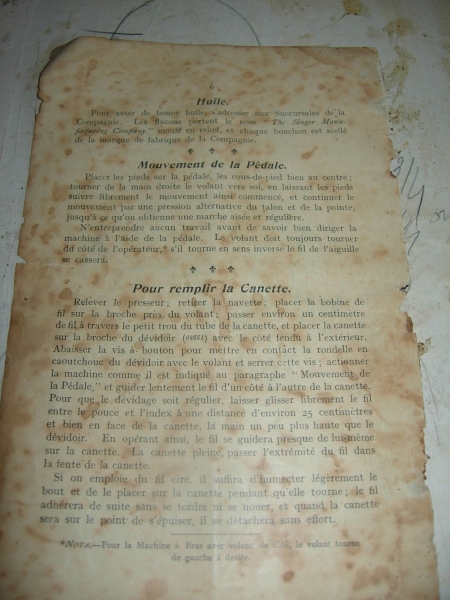 6
Huile.
Pour avoir de bonne huile, s'adresser aux Succursales de la
Compagnie. Les flacons portent le nom "The Singer Manu-
facturing Company" moulé en relief, et chaque bouchon est scellé
de la marque de fabrique de la Compagnie.
Mouvement de la Pédale.
Placer les pieds sur la pédale, les cous-de-pied bien au centre;
tourner de la main droite le volant vers soi, en laissant les pieds
suivre librement le mouvement ainsi commencé, et continuer le
mouvement par une pression alternative du talon et de la pointe,
jusqu'à ce qu'on obtienne une marche aisée et régulière.
N'entreprendre aucun travail avant de savoir bien diriger la
machine à l'aide de la pédale. Le volant doit toujours tourner
du côté de l'opérateur,* s'il tourne en sens inverse le fil de l'aiguille
se cassera.
Pour remplir la Canette.
Relever le presseur; retirer la navette; placer la bobine de
fil sur la broche près du volant; passer environ un centimetre
de fil à travers le petit trou du tube de la canette, et placer la canette
sur la broche du dévidoir (02052) avec le côté fendu à l'extérieur.
Abaisser la vis à bouton pour mettre en contact la rondelle en
caoutchouc du dévidoir avec le volant et serrer cette vis; actionner
la machine comme il est indiqué au paragraphe "Mouvement de
la Pédale," et guider lentement le fil d'un côté à l'autre de la canette.
Pour que le dévidage soit régulier, laisser glisser librement le fil
entre le pouce et l'index à une distance d'environ 25 centimètres
et bien en face de la canette, la main un peu plus haute que le
dévidoir. En opérant ainsi, le fil se guidera presque de lui-même
sur la canette. La canette pleine, passer l'extrémité du fil dans
la fente de la canette.
Si on emploie du fil ciré, il suffira d'humecter légèrement le
bout et de le placer sur la canette pendant qu'elle tourne; le fil
adhérera de suite sans se tordre ni se nouer, et quand la canette
sera sur le point de s'épuiser, il se détachera sans effort.
*NOTA.—Pour la Machine à Bras avec volant de Côté, le volant tourne
de gauche à droite.